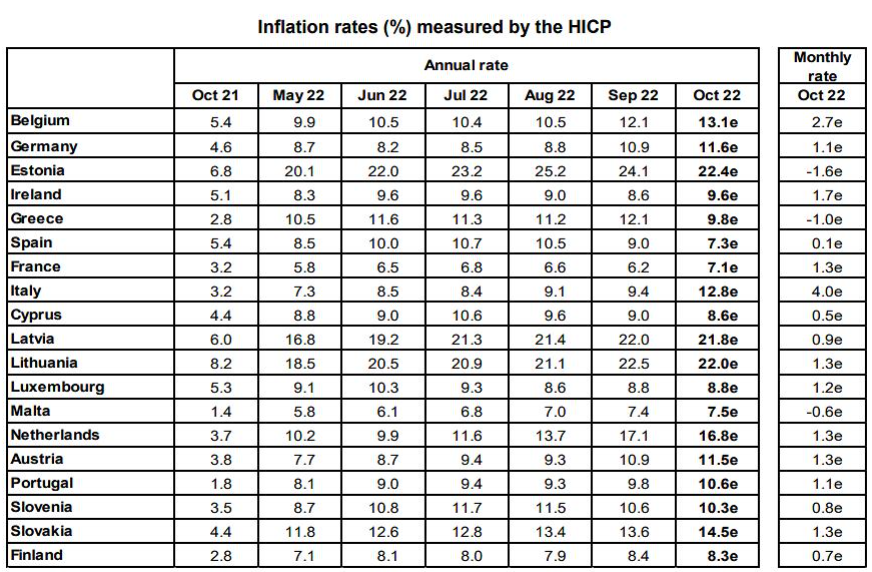 Inflation rates (%) measured by the HICP
Annual rate Monthly rate
Oct 21 May 22 Jun 22 Jul 22 Aug 22 Sep 22 Oct 22 Oct 22
Belgium 5.4 9.9 10.5 10.4 10.5 12.1 13.1e 2.7e
Germany 4.6 8.7 8.2 8.5 8.8 10.9 11.6e 1.1e
Estonia 6.8 20.1 22.0 23.2 25.2 24.1 22.4e -1.6e
Ireland 5.1 8.3 9.6 9.6 9.0 8.6 9.6e 1.7e
Greece 2.8 10.5 11.6 11.3 11.2 12.1 9.8e -1.0e
Spain 5.4 8.5 10.0 10.7 10.5 9.0 7.3e 0.1e
France 3.2 5.8 6.5 6.8 6.6 6.2 7.1e 1.3e
Italy 3.2 7.3 8.5 8.4 9.1 9.4 12.8e 4.0e
Cyprus 4.4 8.8 9.0 10.6 9.6 9.0 8.6e 0.5e
Latvia 6.0 16.8 19.2 21.3 21.4 22.0 21.8e 0.9e
Lithuania 8.2 18.5 20.5 20.9 21.1 22.5 22.0e 1.3e
Luxembourg 5.3 9.1 10.3 9.3 8.6 8.8 8.8e 1.2e
Malta 1.4 5.8 6.1 6.8 7.0 7.4 7.5e -0.6e
Netherlands 3.7 10.2 9.9 11.6 13.7 17.1 16.8e 1.3e
Austria 3.8 7.7 8.7 9.4 9.3 10.9 11.5e 1.3e
Portugal 1.8 8.1 9.0 9.4 9.3 9.8 10.6e 1.1e
Slovenia 3.5 8.7 10.8 11.7 11.5 10.6 10.3e 0.8e
Slovakia 4.4 11.8 12.6 12.8 13.4 13.6 14.5e 1.3e
Finland 2.8 7.1 8.1 8.0 7.9 8.4 8.3e 0.7e